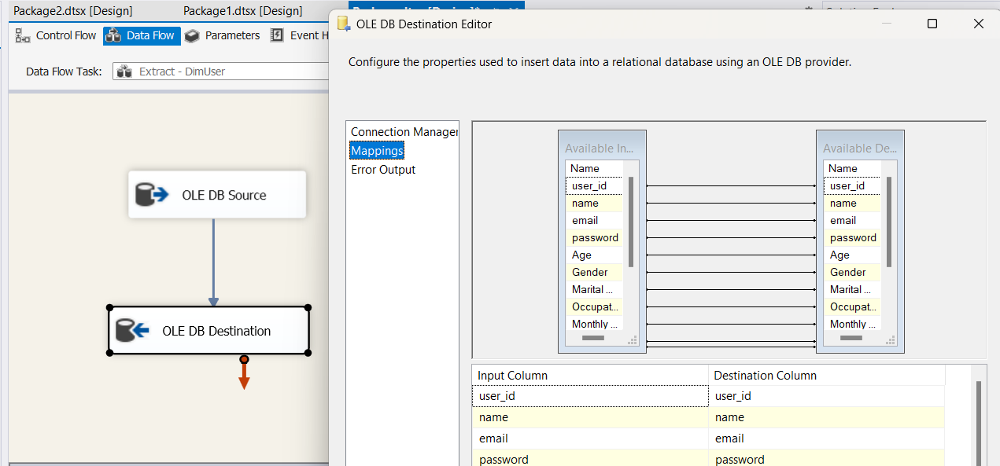 Package2.dtsx [Design]
Package1.dtsx [Design]
Control Flow
Data Flow
Parameters
Event H
Data Flow Task:
Extract - DimUser
OLE DB Source
OLE DB Destination
OLE DB Destination Editor
Configure the properties used to insert data into a relational database using an OLE DB provider.
Connection Manager
Mappings
Error Output
Available In...
Name
user_id
name
email
password
Age
Gender
Marital ...
Occupat...
Monthly ...
Available De...
Name
user_id
name
email
password
Age
Gender
Marital ...
Occupat...
Monthly ...
Input Column Destination Column
user_id user_id
name name
email email
password password